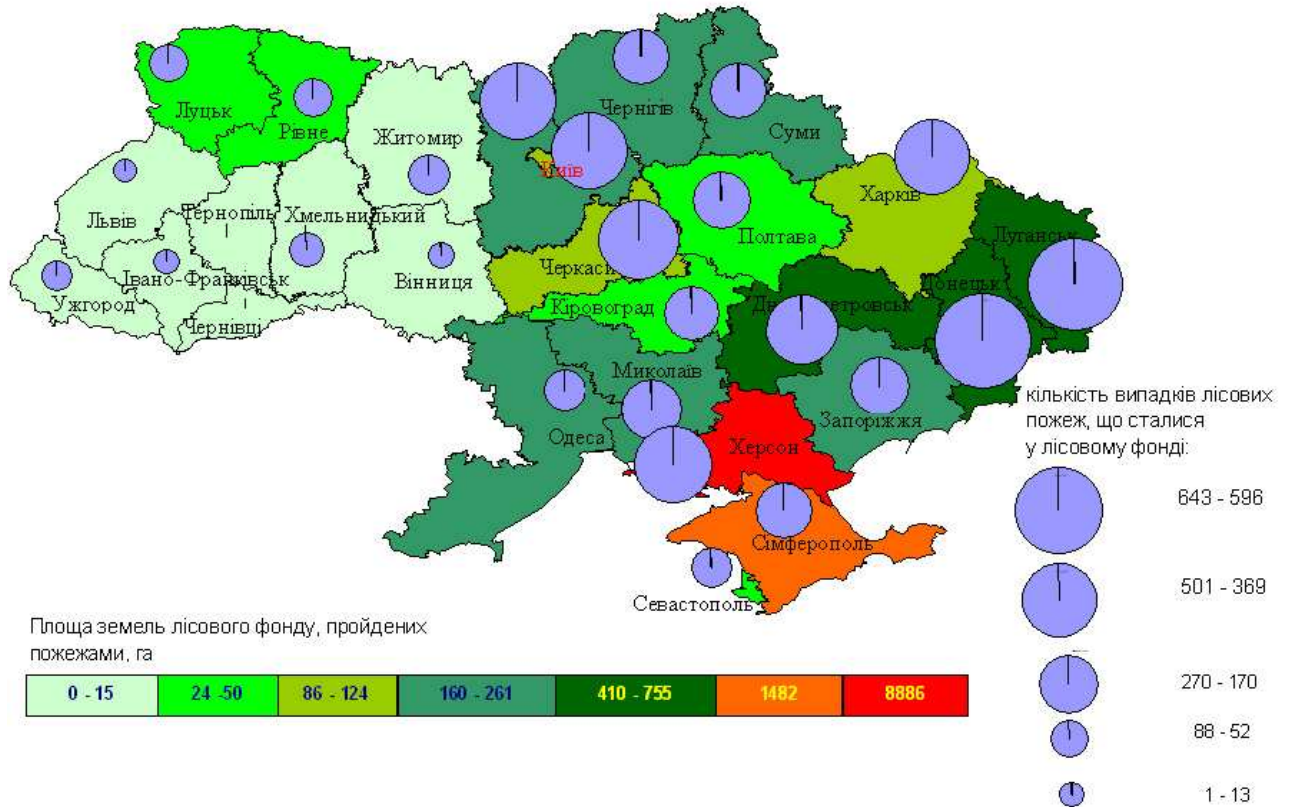 Луцьк
Рівне
Житомир
Чернігів
Суми
Київ
Львів
Тернопіль
Хмельницький
Полтава
Харків
Луганськ
Івано-Франківськ
Вінниця
Черкаси
Ужгород
Чернівці
Кіровоград
Донецьк
Миколаїв
Одеса
Запоріжжя
Херсон
Сімферополь
Севастополь
кількість випадків лісових
пожеж, що сталися
у лісовому фонді:
643 - 596
501 - 369
270 - 170
88 - 52
1 - 13
Площа земель лісового фонду, пройдених
пожежами, га
0 - 15 24 -50 86 - 124 160 - 261 410 - 755 1482 8886